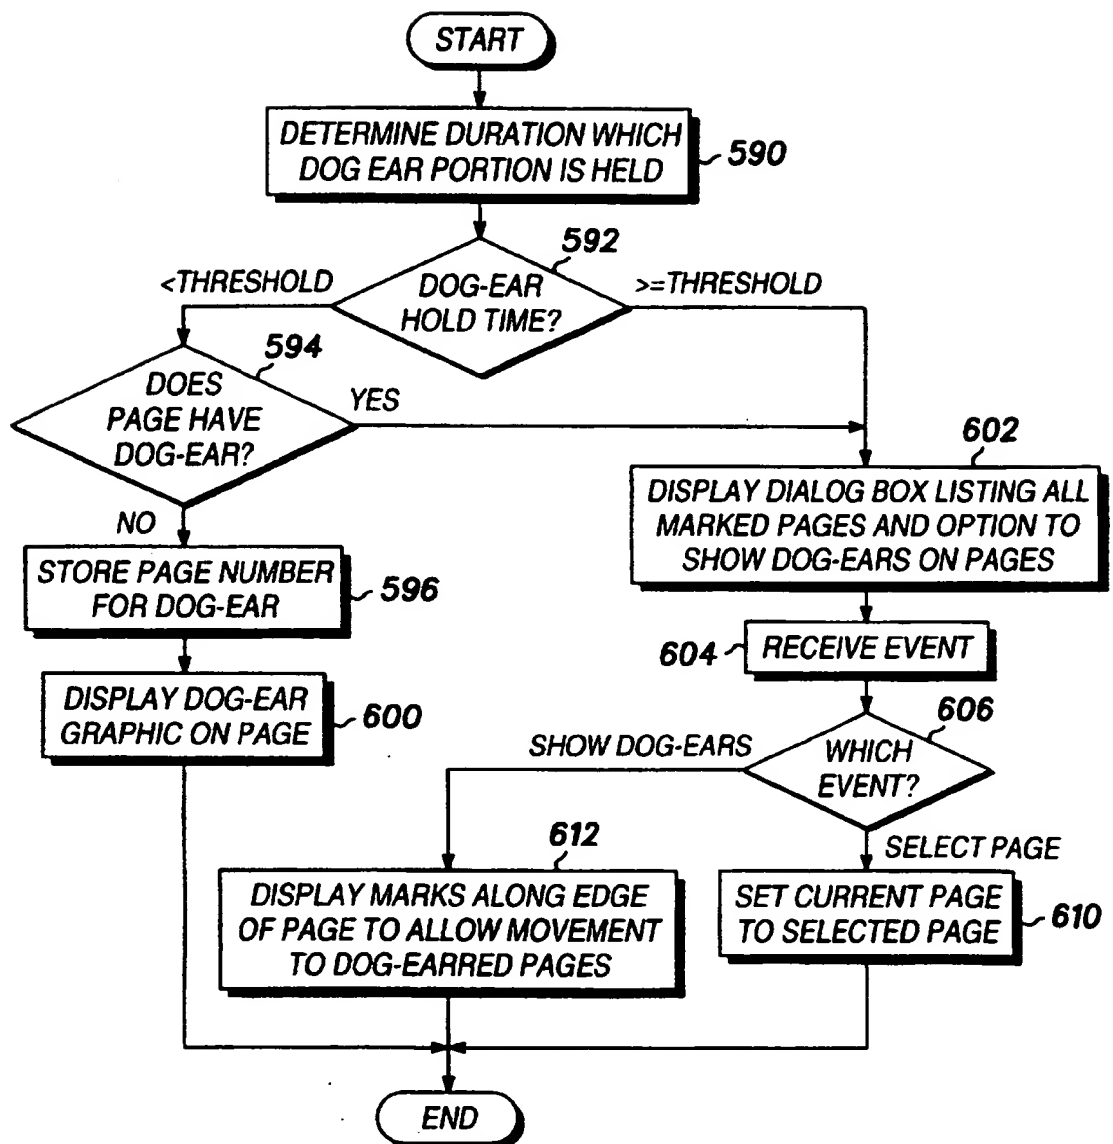 START
DETERMINE DURATION WHICH
DOG EAR PORTION IS HELD
590
592
<THRESHOLD
DOG-EAR
HOLD TIME?
>=THRESHOLD
594
DOES
PAGE HAVE
DOG-EAR?
YES
NO
602
DISPLAY DIALOG BOX LISTING ALL
MARKED PAGES AND OPTION TO
SHOW DOG-EARS ON PAGES
STORE PAGE NUMBER
FOR DOG-EAR
596
604
RECEIVE EVENT
DISPLAY DOG-EAR
GRAPHIC ON PAGE
600
606
SHOW DOG-EARS
WHICH
EVENT?
SELECT PAGE
612
DISPLAY MARKS ALONG EDGE
OF PAGE TO ALLOW MOVEMENT
TO DOG-EARRED PAGES
SET CURRENT PAGE
TO SELECTED PAGE
610
END